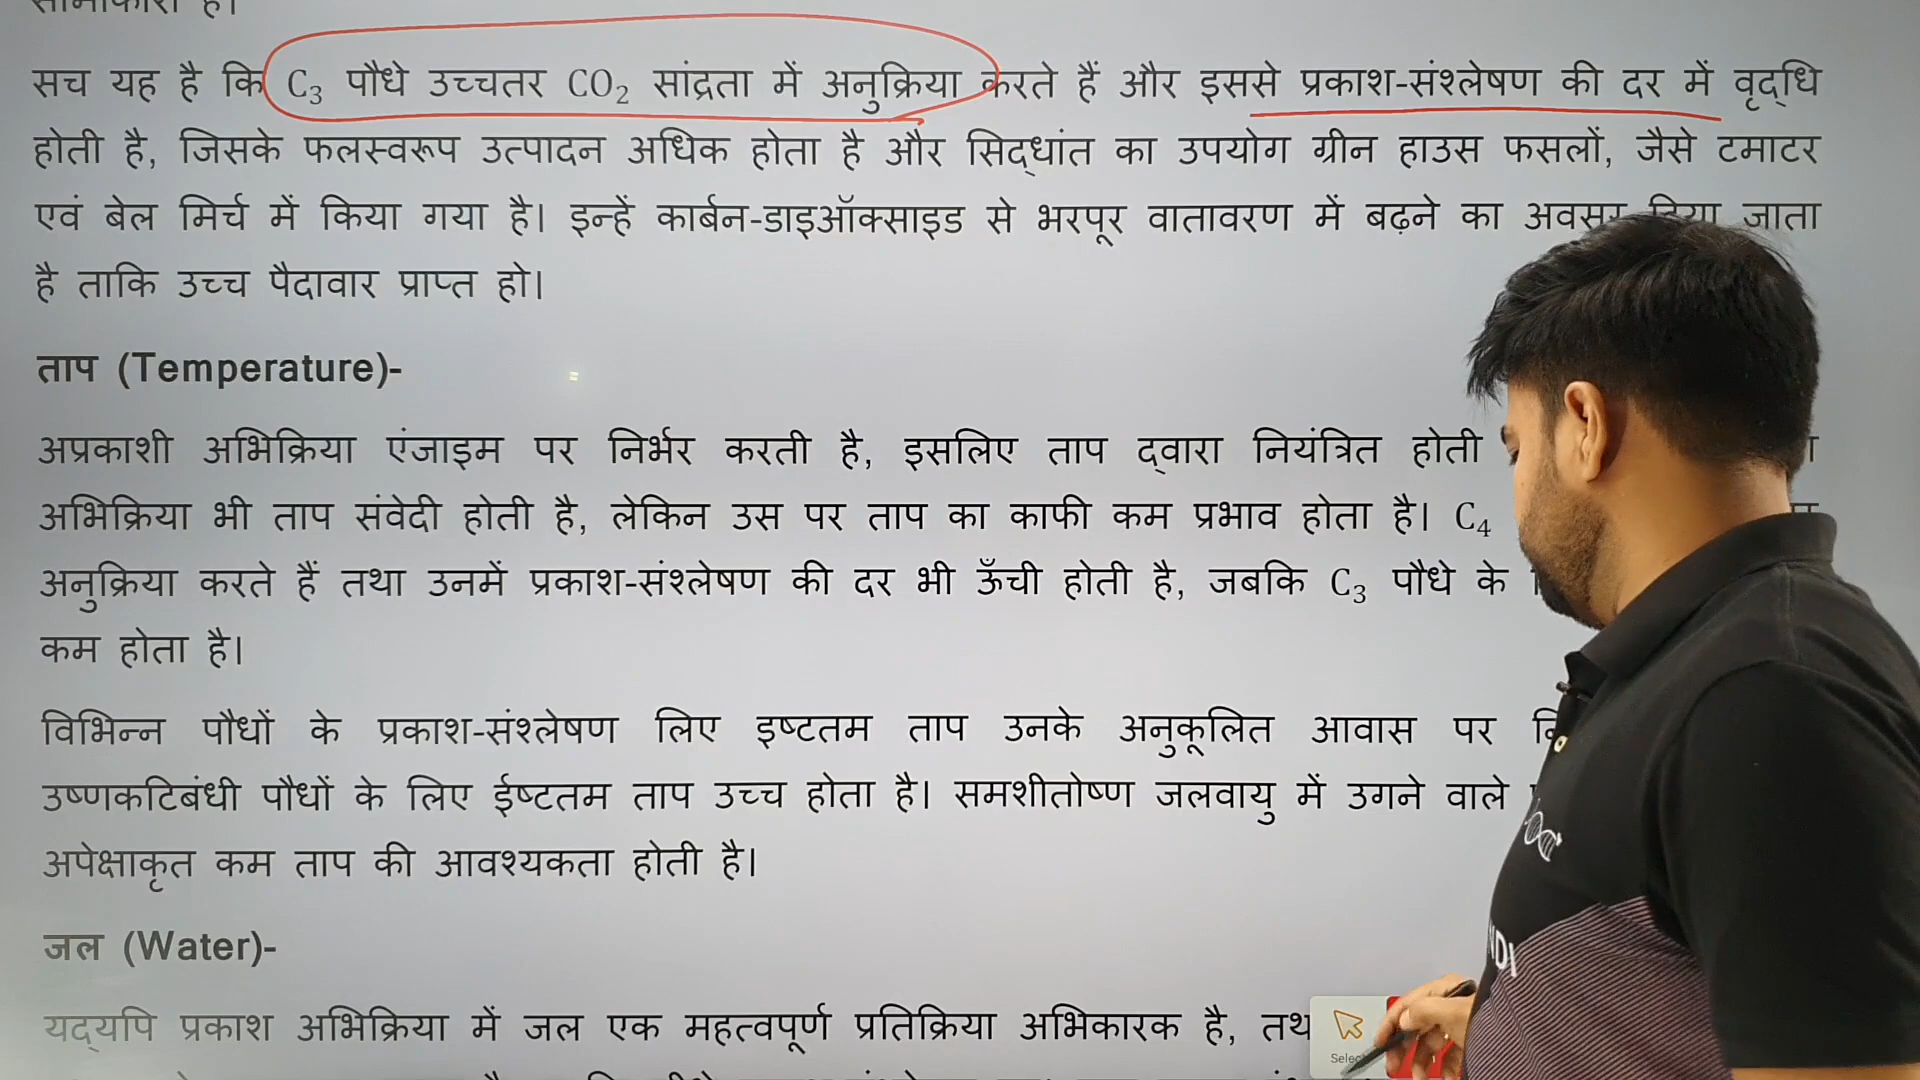 सच यह है कि C₃ पौधे उच्चतर CO₂ सांद्रता में अनुक्रिया करते हैं और इससे प्रकाश-संश्लेषण की दर में वृद्धि
होती है, जिसके फलस्वरूप उत्पादन अधिक होता है और सिद्धांत का उपयोग ग्रीन हाउस फसलों, जैसे टमाटर
एवं बेल मिर्च में किया गया है। इन्हें कार्बन-डाइऑक्साइड से भरपूर वातावरण में बढ़ने का अवसर दिया जाता
है ताकि उच्च पैदावार प्राप्त हो।
ताप (Temperature)-
अप्रकाशी अभिक्रिया एंजाइम पर निर्भर करती है, इसलिए ताप द्वारा नियंत्रित होती
अभिक्रिया भी ताप संवेदी होती है, लेकिन उस पर ताप का काफी कम प्रभाव होता है। C₄
अनुक्रिया करते हैं तथा उनमें प्रकाश-संश्लेषण की दर भी ऊँची होती है, जबकि C₃ पौधे के
कम होता है।
विभिन्न पौधों के प्रकाश-संश्लेषण लिए इष्टतम ताप उनके अनुकूलित आवास पर
उष्णकटिबंधी पौधों के लिए ईष्टतम ताप उच्च होता है। समशीतोष्ण जलवायु में उगने वाले
अपेक्षाकृत कम ताप की आवश्यकता होती है।
जल (Water)-
यद्यपि प्रकाश अभिक्रिया में जल एक महत्वपूर्ण प्रतिक्रिया अभिकारक है,
Select